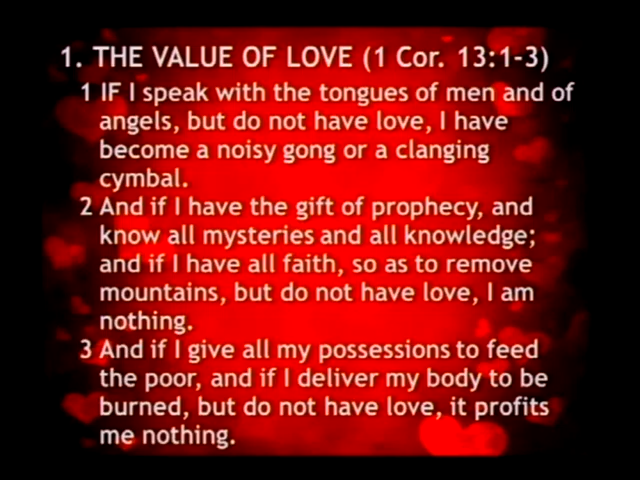 1. THE VALUE OF LOVE (1 Cor. 13:1-3)
1 IF I speak with the tongues of men and of
angels, but do not have love, I have
become a noisy gong or a clanging
cymbal.
2 And if I have the gift of prophecy, and
know all mysteries and all knowledge;
and if I have all faith, so as to remove
mountains, but do not have love, I am
nothing.
3 And if I give all my possessions to feed
the poor, and if I deliver my body to be
burned, but do not have love, it profits
me nothing.